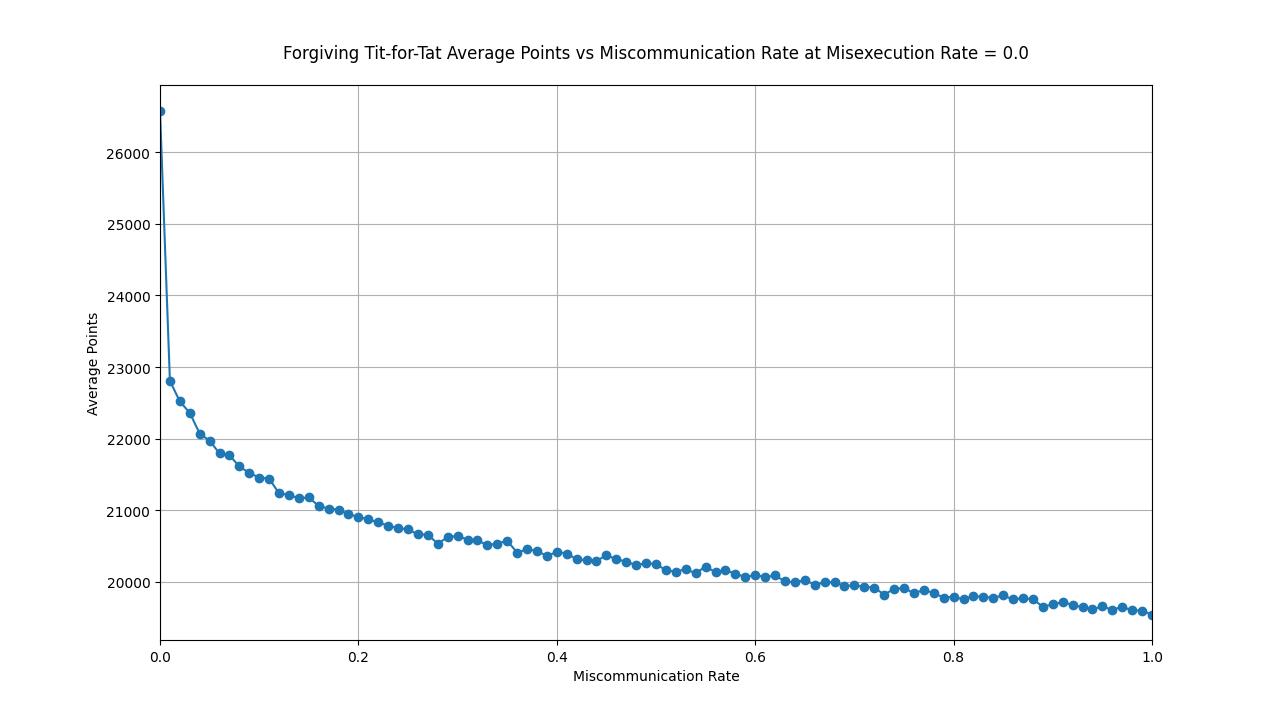 Forgiving Tit-for-Tat Average Points vs Miscommunication Rate at Misexecution Rate = 0.0
Average Points
26000
25000
24000
23000
22000
21000
20000
0.0 0.2 0.4 0.6 0.8 1.0
Miscommunication Rate